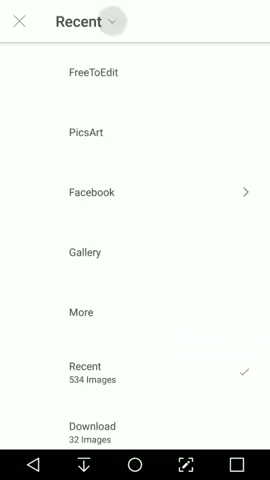 Recent
FreeToEdit
PicsArt
Facebook
Gallery
More
Recent
534 Images
Download
32 Images